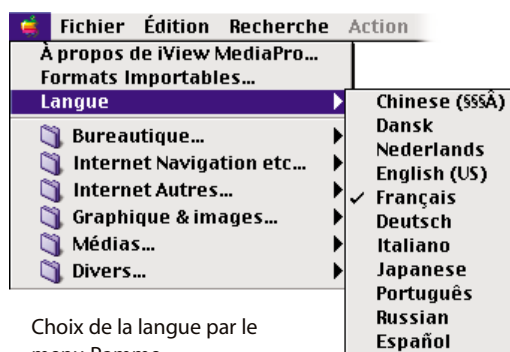 Fichier Édition Recherche Action
À propos de iView MediaPro...
Formats Importables...
Langue
Bureautique...
Internet Navigation etc...
Internet Autres...
Graphique & images...
Médias...
Divers...
Chinese (§§§Â)
Dansk
Nederlands
English (US)
Français
Deutsch
Italiano
Japanese
Português
Russian
Español
Choix de la langue par le
menu Pomme